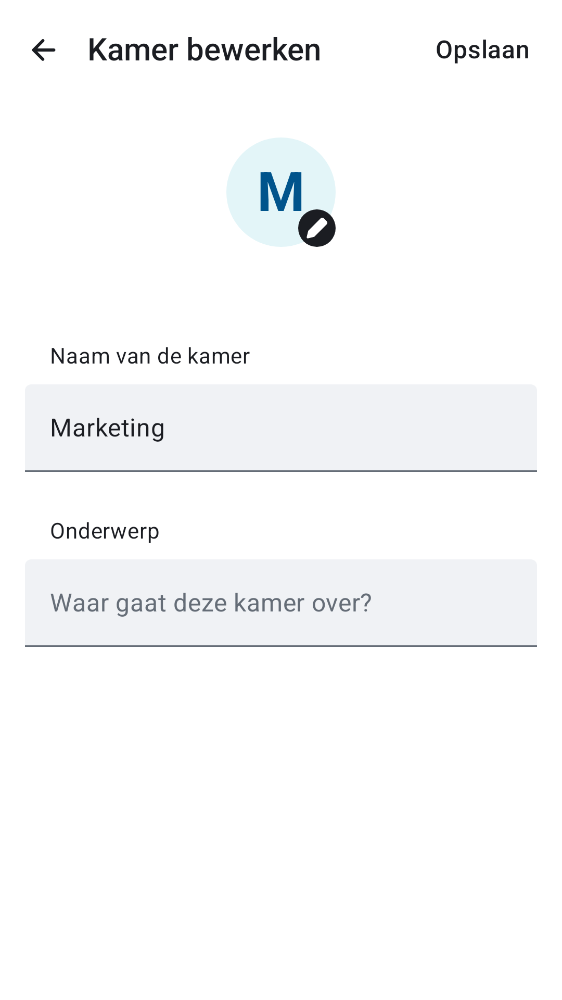 Kamer bewerken
Opslaan
M
Naam van de kamer
Marketing
Onderwerp
Waar gaat deze kamer over?